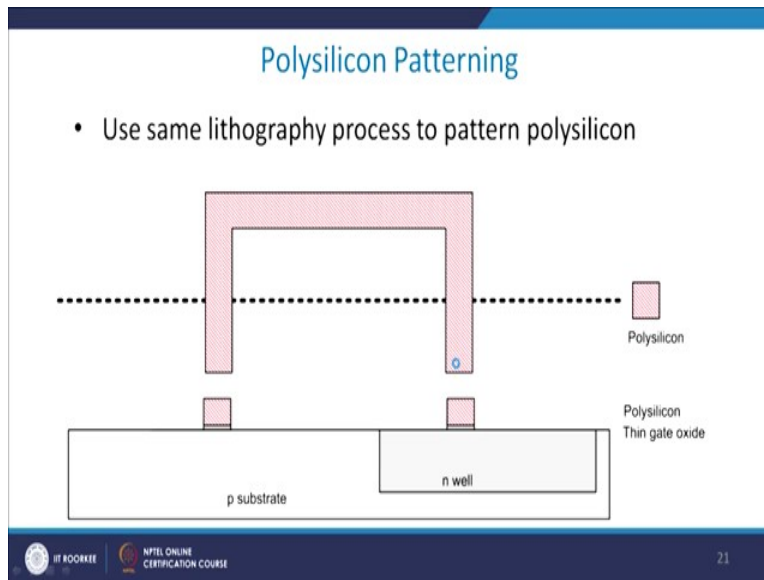 Polysilicon Patterning
• Use same lithography process to pattern polysilicon
Polysilicon
Polysilicon
Thin gate oxide
n well
p substrate
IIT ROORKEE
NPTEL ONLINE
CERTIFICATION COURSE
21